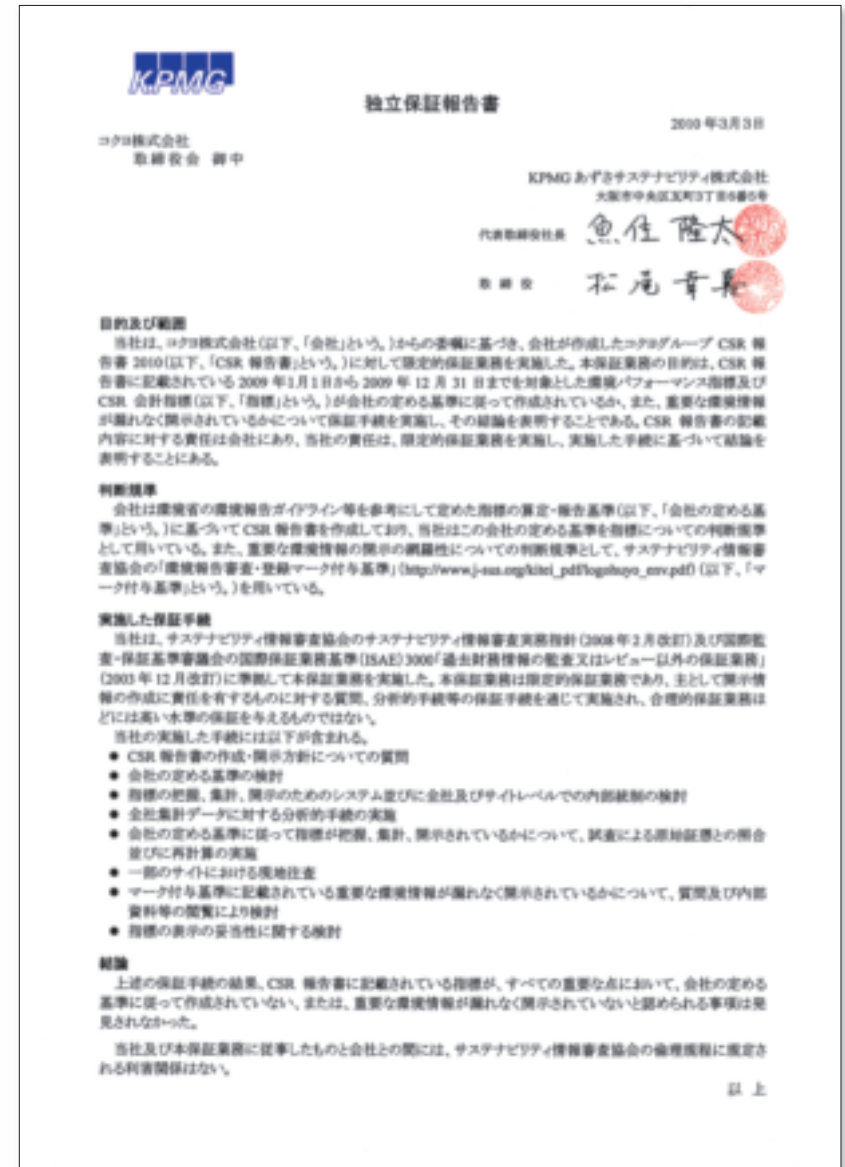 KPMG
独立保証報告書
2010 年3月3日
コクヨ株式会社
取締役会 御中
KPMG あずさサステナビリティ株式会社
大阪市中央区瓦町3丁目6番5号
代表取締役社長 魚住 隆太
取締役 松尾 幸喜
目的及び範囲
当社は、コクヨ株式会社(以下、「会社」という。)からの委嘱に基づき、会社が作成したコクヨグループ CSR 報
告書 2010(以下、「CSR 報告書」という。)に対して限定的保証業務を実施した。本保証業務の目的は、CSR 報
告書に記載されている 2009 年1月1日から 2009 年 12 月 31 日までを対象とした環境パフォーマンス指標及び
CSR 会計指標(以下、「指標」という。)が会社の定める基準に従って作成されているか、また、重要な環境情報
が漏れなく開示されているかについて保証手続を実施し、その結論を表明することである。CSR 報告書の記載
内容に対する責任は会社にあり、当社の責任は、限定的保証業務を実施し、実施した手続に基づいて結論を
表明することにある。
判断規準
会社は環境省の環境報告ガイドライン等を参考にして定めた指標の算定・報告基準(以下、「会社の定める基
準」という。)に基づいて CSR 報告書を作成しており、当社はこの会社の定める基準を指標についての判断規準
として用いている。また、重要な環境情報の開示の網羅性についての判断規準として、サステナビリティ情報審
査協会の「環境報告審査・登録マーク付与基準」(http://www.j-sus.org/kitei_pdf/logohuyo_env.pdf)(以下、「マ
ーク付与基準」という。)を用いている。
実施した保証手続
当社は、サステナビリティ情報審査協会のサステナビリティ情報審査実務指針(2008 年2月改訂)及び国際監
査・保証基準審議会の国際保証業務基準(ISAE)3000「過去財務情報の監査又はレビュー以外の保証業務」
(2003 年 12 月改訂)に準拠して本保証業務を実施した。本保証業務は限定的保証業務であり、主として開示情
報の作成に責任を有するものに対する質問、分析的手続等の保証手続を通じて実施され、合理的保証業務ほ
どには高い水準の保証を与えるものではない。
当社の実施した手続には以下が含まれる。
● CSR 報告書の作成・開示方針についての質問
● 会社の定める基準の検討
● 指標の把握、集計、開示のためのシステム並びに会社及びサイトレベルでの内部統制の検討
● 全社集計データに対する分析的手続の実施
● 会社の定める基準に従って指標が把握、集計、開示されているかについて、試査による原始証憑との照合
並びに再計算の実施
● 一部のサイトにおける現地往査
● マーク付与基準に記載されている重要な環境情報が漏れなく開示されているかについて、質問及び内部
資料等の閲覧により検討
● 指標の表示の妥当性に関する検討
結論
上述の保証手続の結果、CSR 報告書に記載されている指標が、すべての重要な点において、会社の定める
基準に従って作成されていない、または、重要な環境情報が漏れなく開示されていないと認められる事項は発
見されなかった。
当社及び本保証業務に従事したものと会社との間には、サステナビリティ情報審査協会の倫理規程に規定さ
れる利害関係はない。
以 上